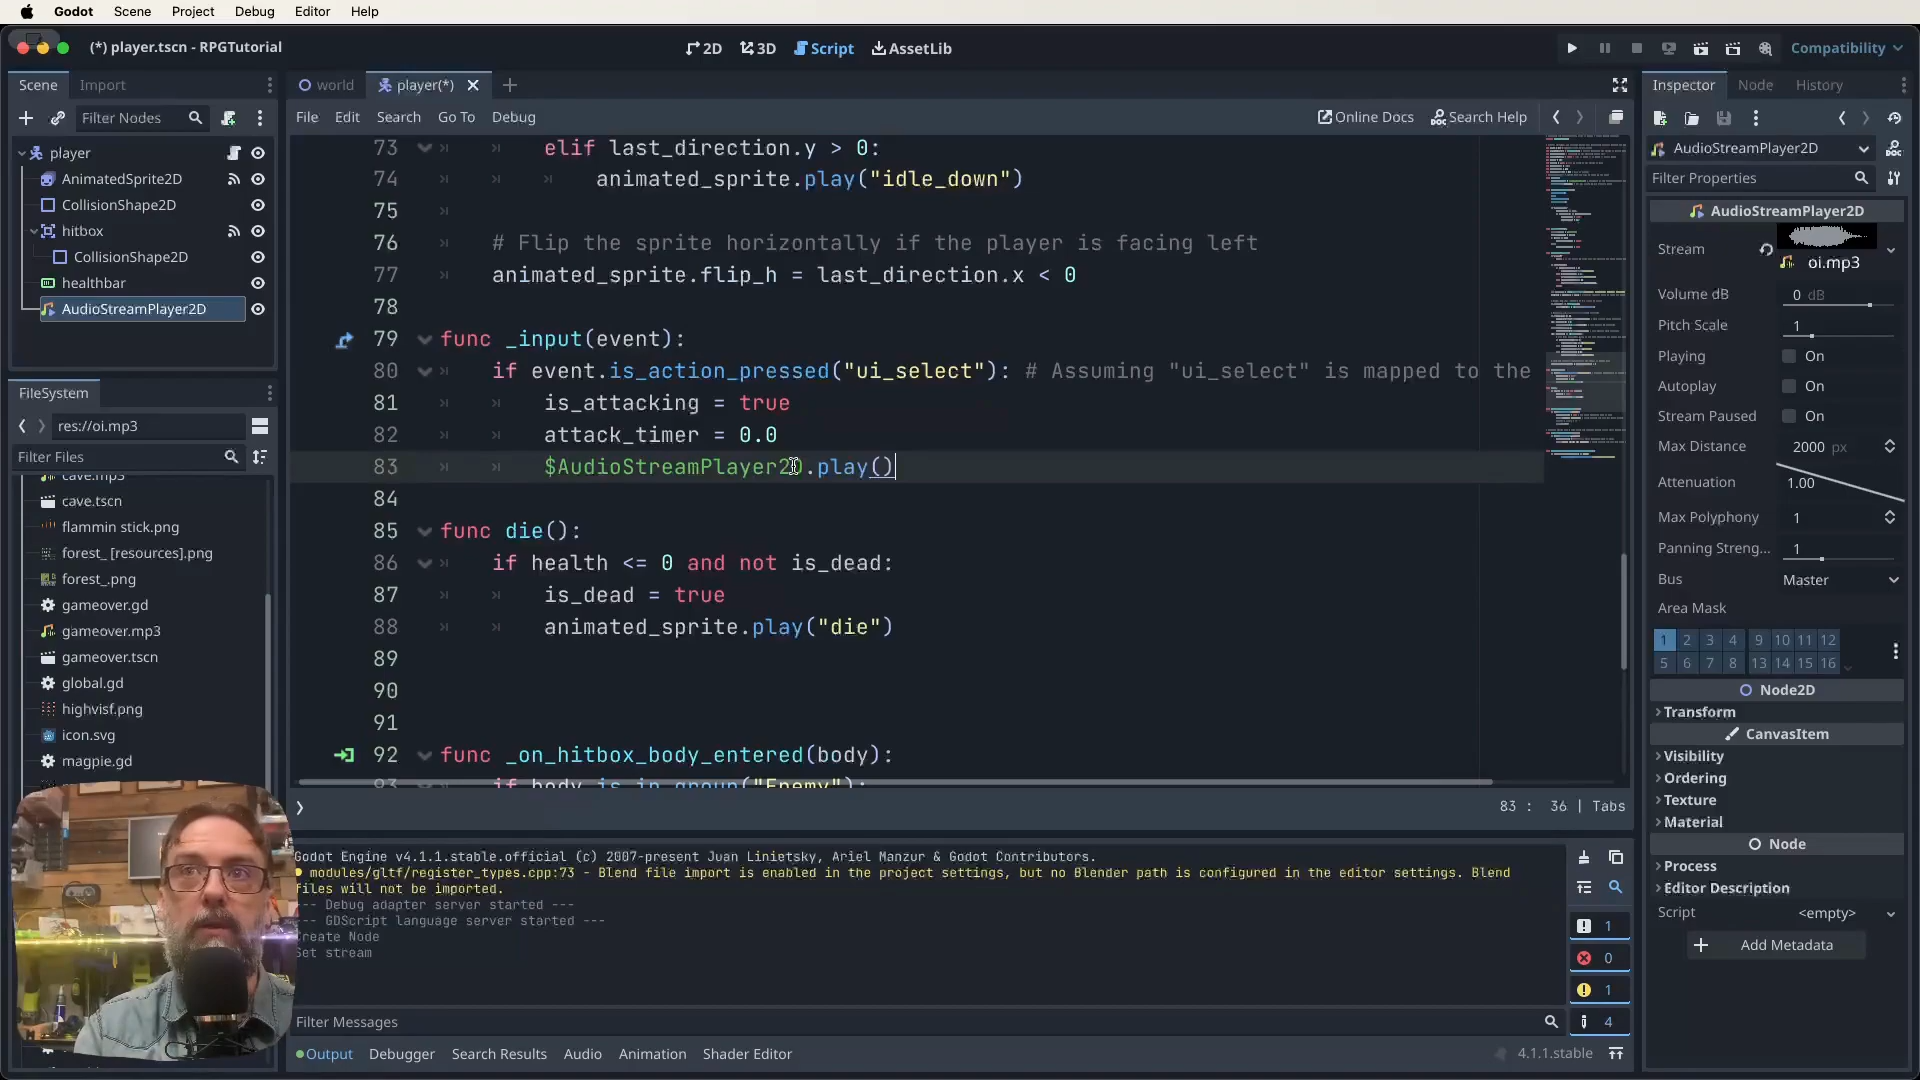 Godot Scene Project Debug Editor Help
(*) player.tscn - RPGTutorial
2D 3D Script AssetLib
Compatibility
Scene Import
world player(*)
Inspector Node History
Filter Nodes
File Edit Search Go To Debug
Online Docs Search Help
player
AnimatedSprite2D
CollisionShape2D
hitbox
CollisionShape2D
healthbar
AudioStreamPlayer2D
FileSystem
res://oi.mp3
Filter Files
cave.mp3
cave.tscn
flammin stick.png
forest_ [resources].png
forest_.png
gameover.gd
gameover.mp3
gameover.tscn
global.gd
highvisf.png
icon.svg
magpie.gd
73 elif last_direction.y > 0:
74 animated_sprite.play("idle_down")
75
76 # Flip the sprite horizontally if the player is facing left
77 animated_sprite.flip_h = last_direction.x < 0
78
79 func _input(event):
80 if event.is_action_pressed("ui_select"): # Assuming "ui_select" is mapped to the
81 is_attacking = true
82 attack_timer = 0.0
83 $AudioStreamPlayer2D.play()
84
85 func die():
86 if health <= 0 and not is_dead:
87 is_dead = true
88 animated_sprite.play("die")
89
90
91
92 func _on_hitbox_body_entered(body):
93 if body.is_in_group("Enemy"):
83 : 36 | Tabs
Godot Engine v4.1.1.stable.official (c) 2007-present Juan Linietsky, Ariel Manzur & Godot Contributors.
modules/gltf/register_types.cpp:73 - Blend file import is enabled in the project settings, but no Blender path is configured in the editor settings. Blend
files will not be imported.
--- Debug adapter server started ---
--- GDScript language server started ---
Create Node
Set stream
1
0
1
4
Filter Messages
Output Debugger Search Results Audio Animation Shader Editor
4.1.1.stable
AudioStreamPlayer2D
Filter Properties
AudioStreamPlayer2D
Stream
oi.mp3
Volume dB 0 dB
Pitch Scale 1
Playing On
Autoplay On
Stream Paused On
Max Distance 2000 px
Attenuation 1.00
Max Polyphony 1
Panning Streng... 1
Bus Master
Area Mask
1 2 3 4 9 10 11 12
5 6 7 8 13 14 15 16
Node2D
Transform
CanvasItem
Visibility
Ordering
Texture
Material
Node
Process
Editor Description
Script <empty>
Add Metadata